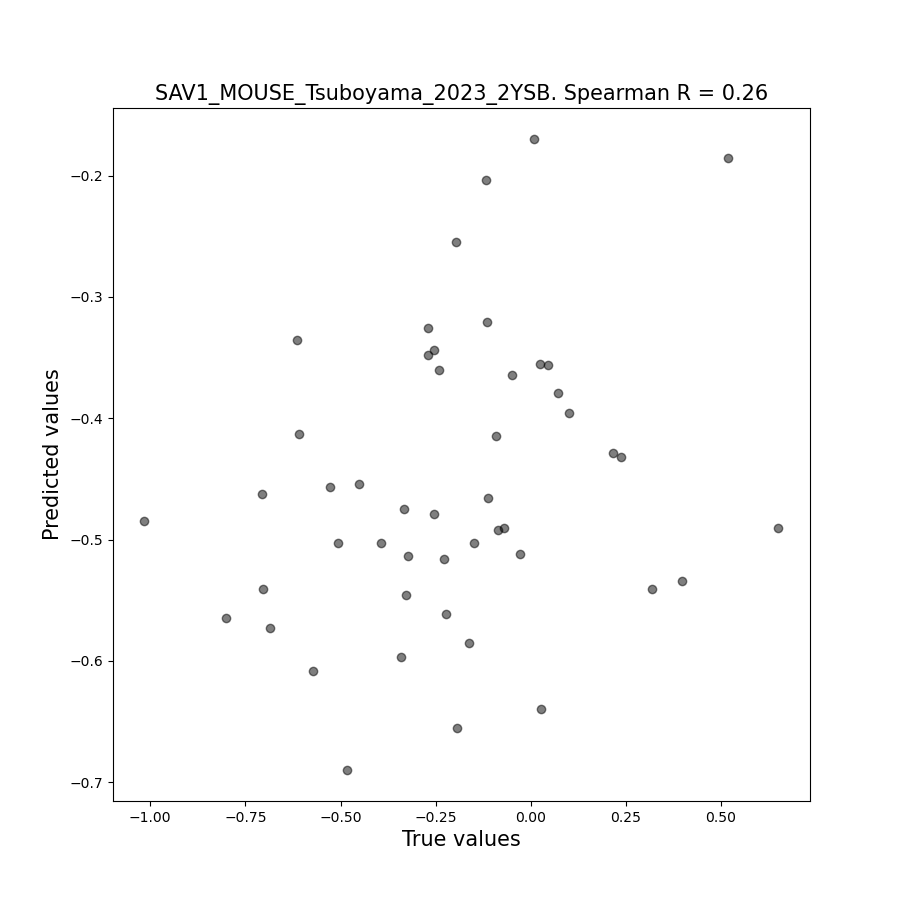 SAV1_MOUSE_Tsuboyama_2023_2YSB. Spearman R = 0.26
Predicted values
−0.2
−0.3
−0.4
−0.5
−0.6
−0.7
−1.00 −0.75 −0.50 −0.25 0.00 0.25 0.50
True values